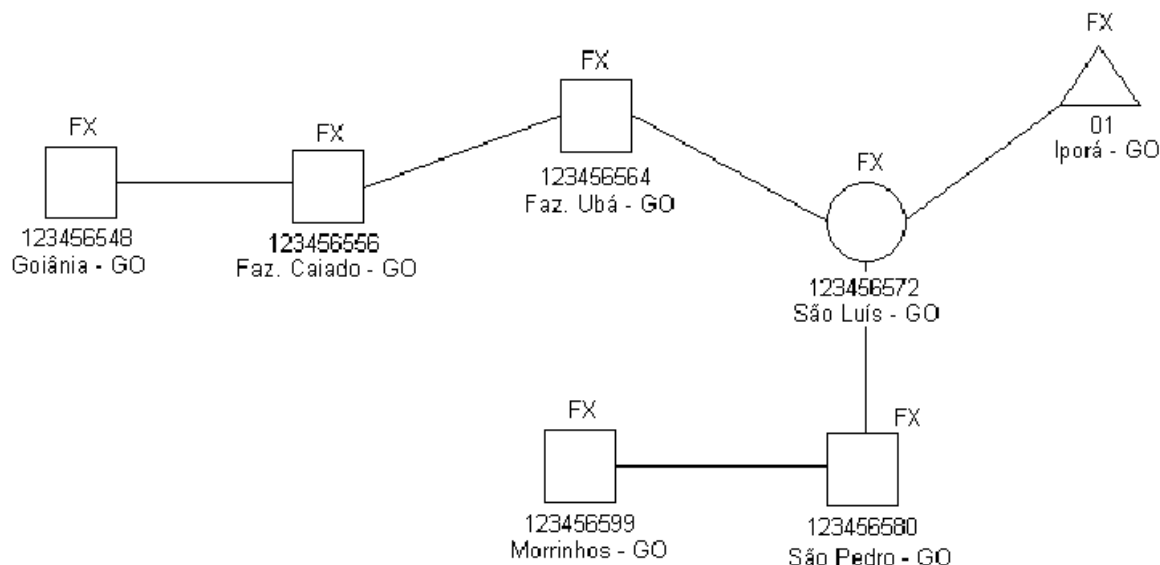 FX
01
Iporá - GO
FX
123456564
Faz. Ubá - GO
FX
123456548
Goiânia - GO
FX
123456556
Faz. Caiado - GO
FX
123456572
São Luís - GO
FX
123456599
Morrinhos - GO
FX
123456580
São Pedro - GO